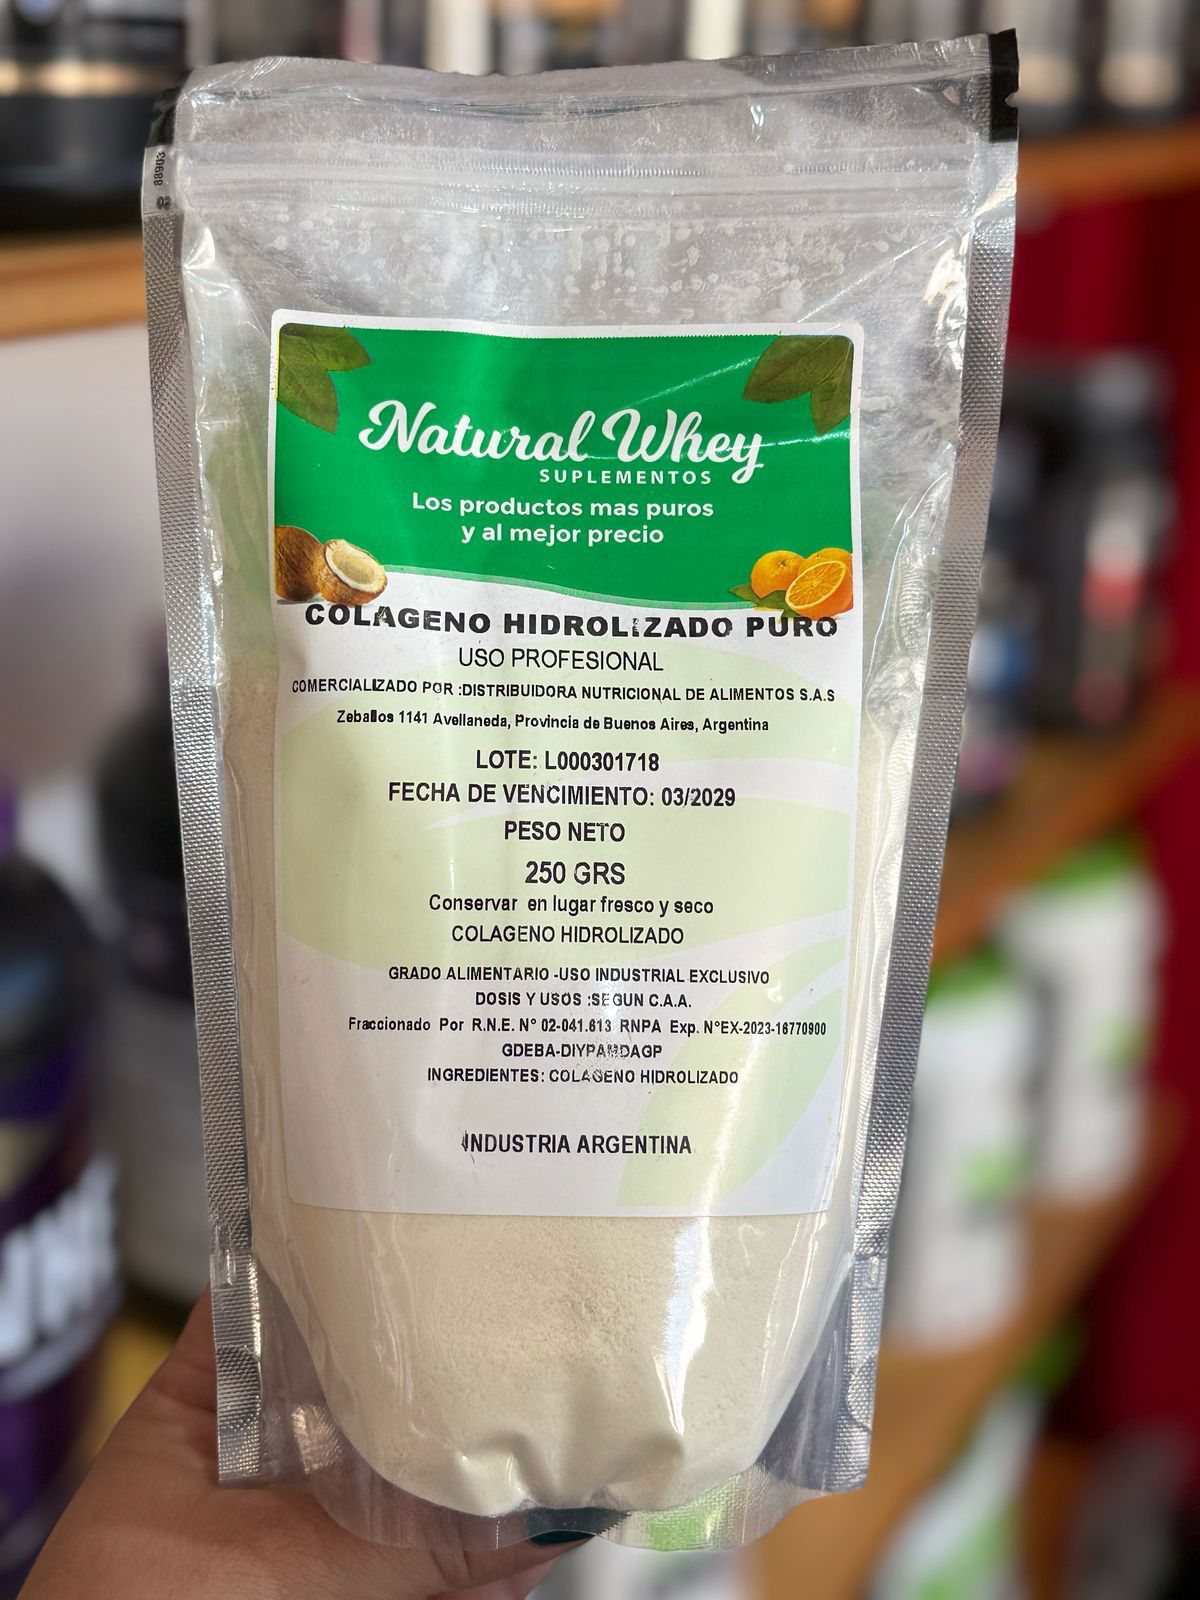 88903
Natural Whey
SUPLEMENTOS
Los productos mas puros
y al mejor precio
COLAGENO HIDROLIZADO PURO
USO PROFESIONAL
COMERCIALIZADO POR :DISTRIBUIDORA NUTRICIONAL DE ALIMENTOS S.A.S
Zeballos 1141 Avellaneda, Provincia de Buenos Aires, Argentina
LOTE: L000301718
FECHA DE VENCIMIENTO: 03/2029
PESO NETO
250 GRS
Conservar en lugar fresco y seco
COLAGENO HIDROLIZADO
GRADO ALIMENTARIO -USO INDUSTRIAL EXCLUSIVO
DOSIS Y USOS :SEGUN C.A.A.
Fraccionado Por R.N.E. N° 02-041.613 RNPA Exp. N°EX-2023-16770900
GDEBA-DIYPAMDAGP
INGREDIENTES: COLAGENO HIDROLIZADO
INDUSTRIA ARGENTINA